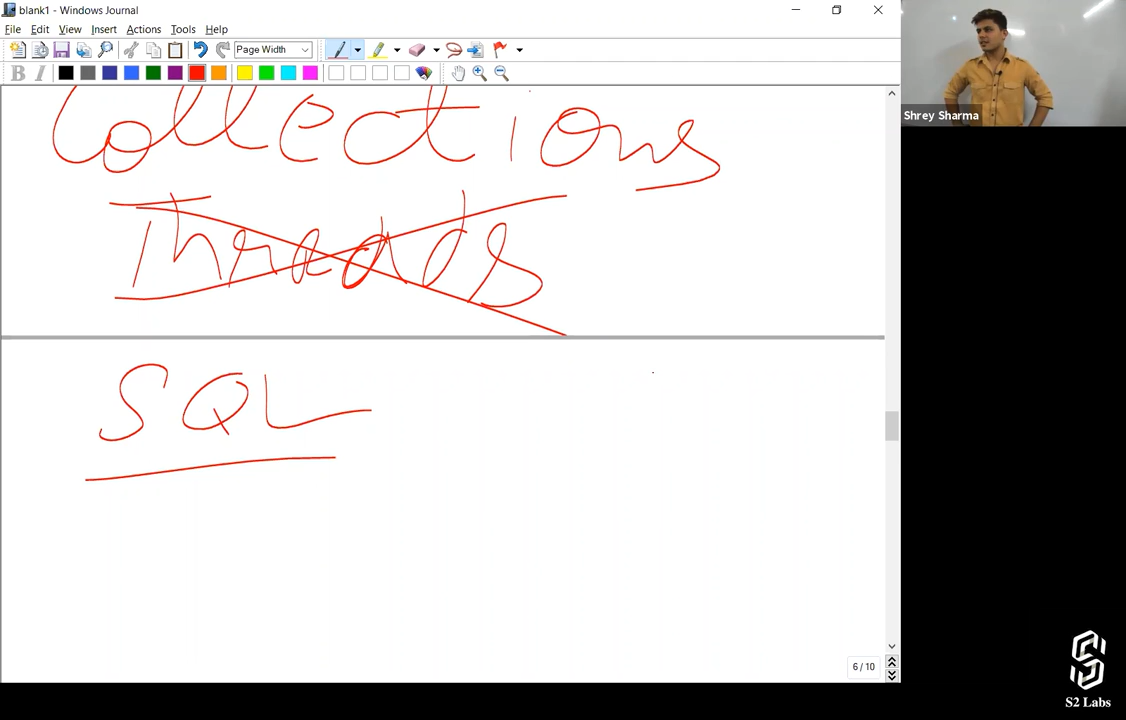 blank1 - Windows Journal
File Edit View Insert Actions Tools Help
Page Width
B I
Collections
Threads
SQL
6 / 10
Shrey Sharma
S2 Labs